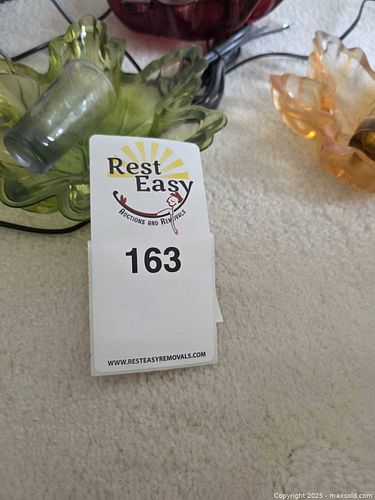 Rest
Easy
Auctions and Removals
163
WWW.RESTEASYREMOVALS.COM
Copyright 2025 - maxsold.com